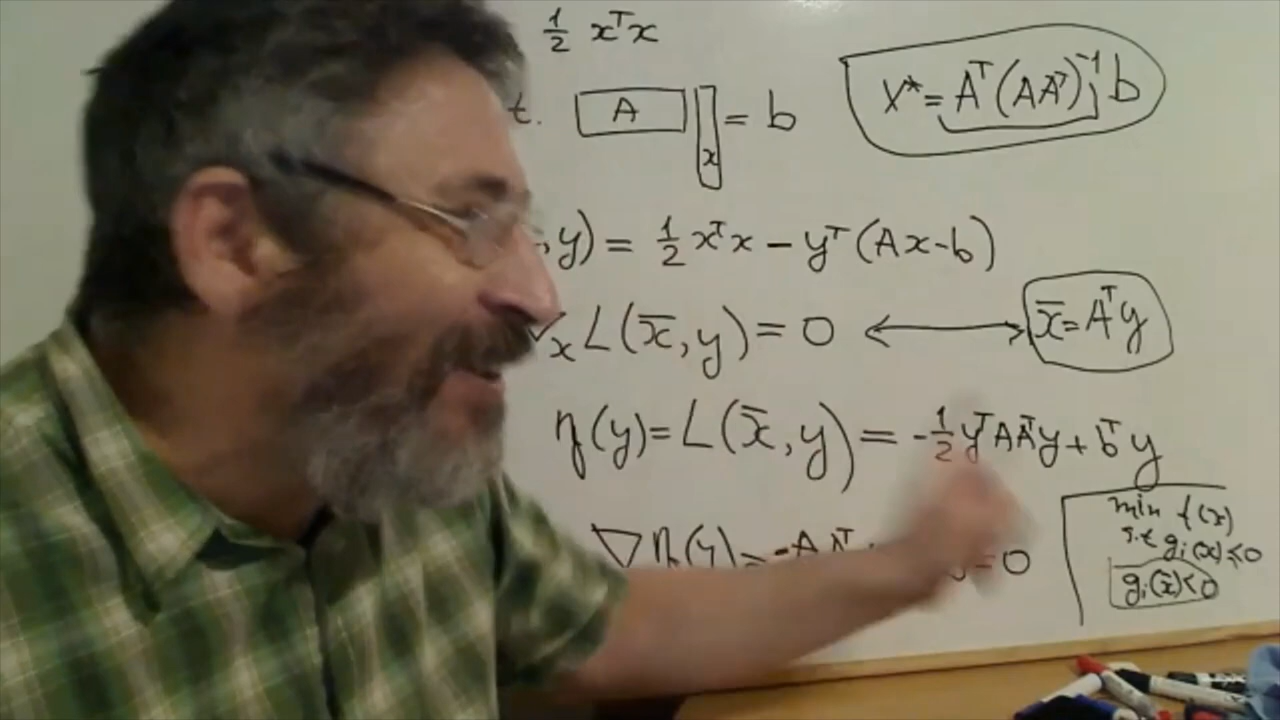 ½ xᵀx
t. A x = b
x* = Aᵀ(AAᵀ)⁻¹b
,y) = ½ xᵀx − yᵀ(Ax-b)
∇ₓL(x̄,y) = 0 ↔ x̄ = Aᵀy
η(y) = L(x̄,y) = -½ yᵀAAᵀy + bᵀy
∇η(y) = -AAᵀ =0
min f(x)
s.t gᵢ(x) ≤ 0
gᵢ(x̄) < 0